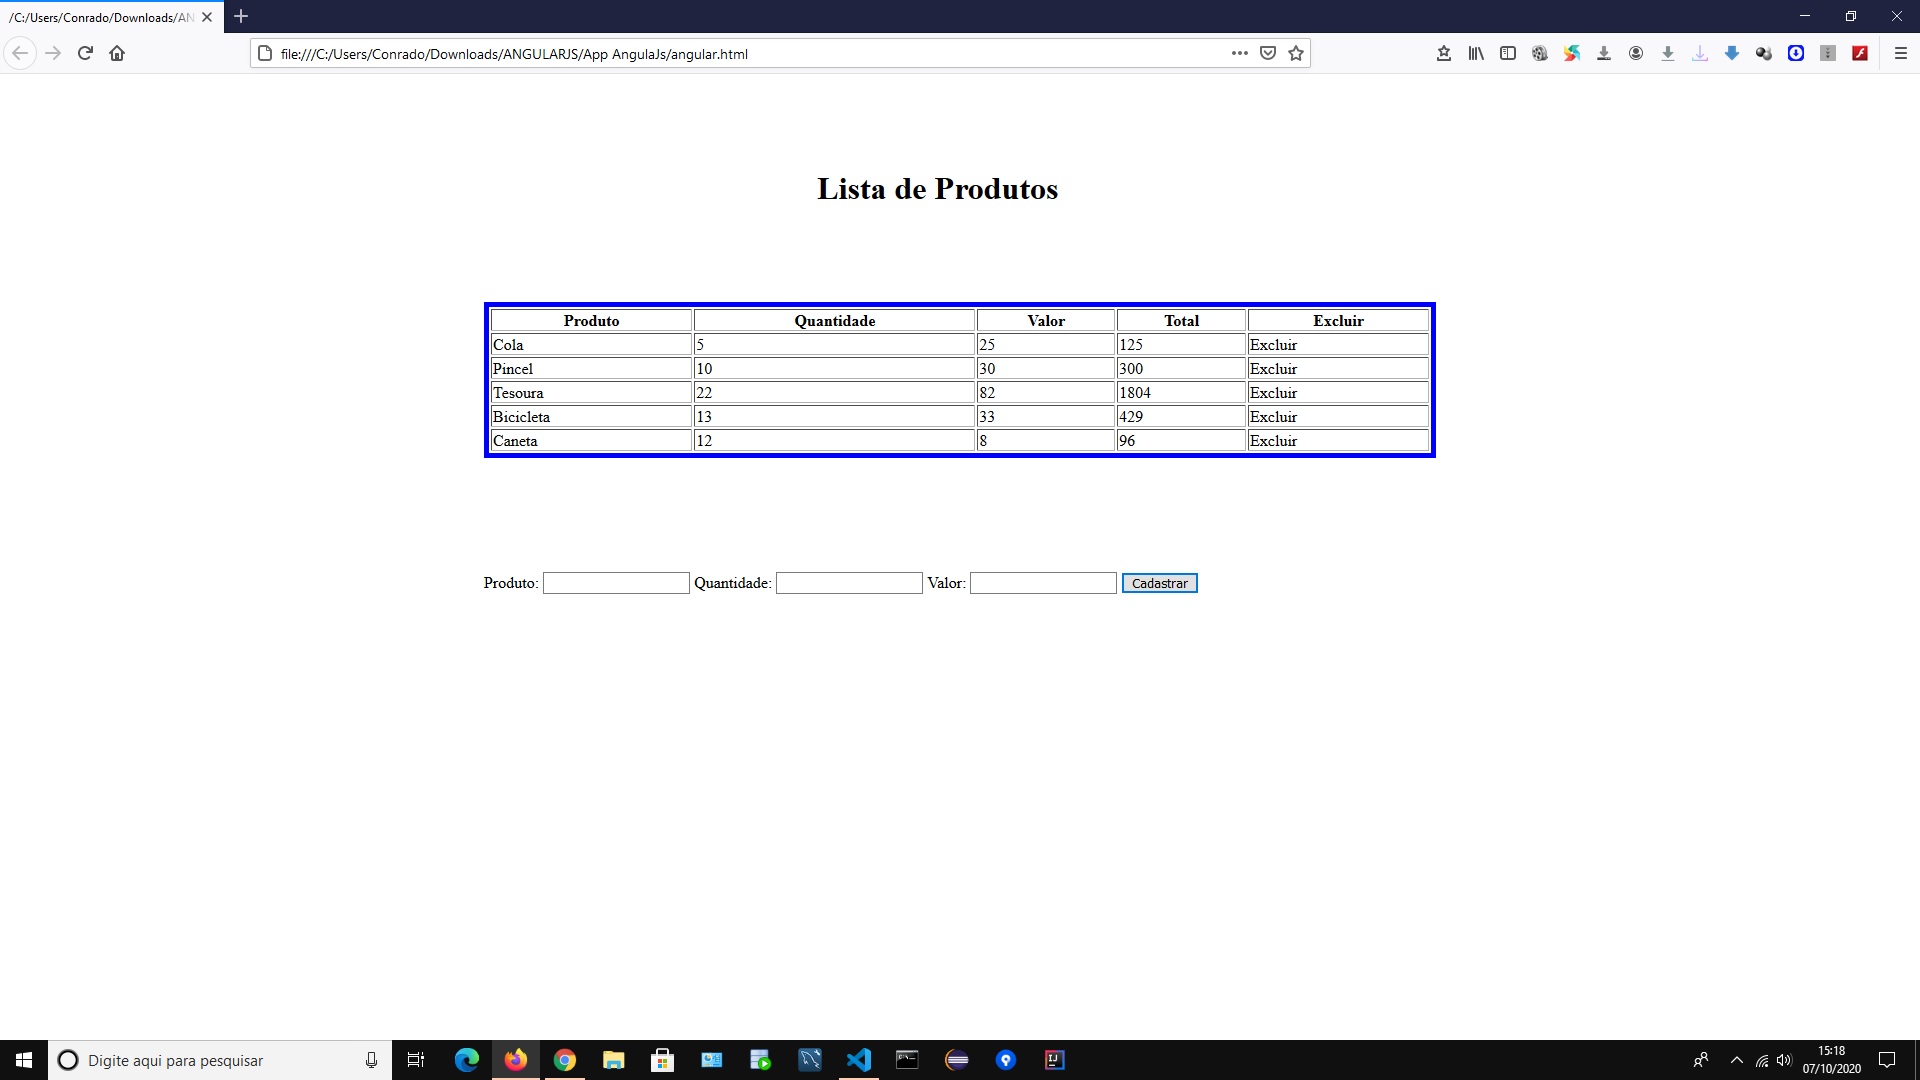 /C:/Users/Conrado/Downloads/AN
file:///C:/Users/Conrado/Downloads/ANGULARJS/App AngulaJs/angular.html
Lista de Produtos
Produto Quantidade Valor Total Excluir
Cola 5 25 125 Excluir
Pincel 10 30 300 Excluir
Tesoura 22 82 1804 Excluir
Bicicleta 13 33 429 Excluir
Caneta 12 8 96 Excluir
Produto: Quantidade: Valor: Cadastrar
Digite aqui para pesquisar
15:18
07/10/2020